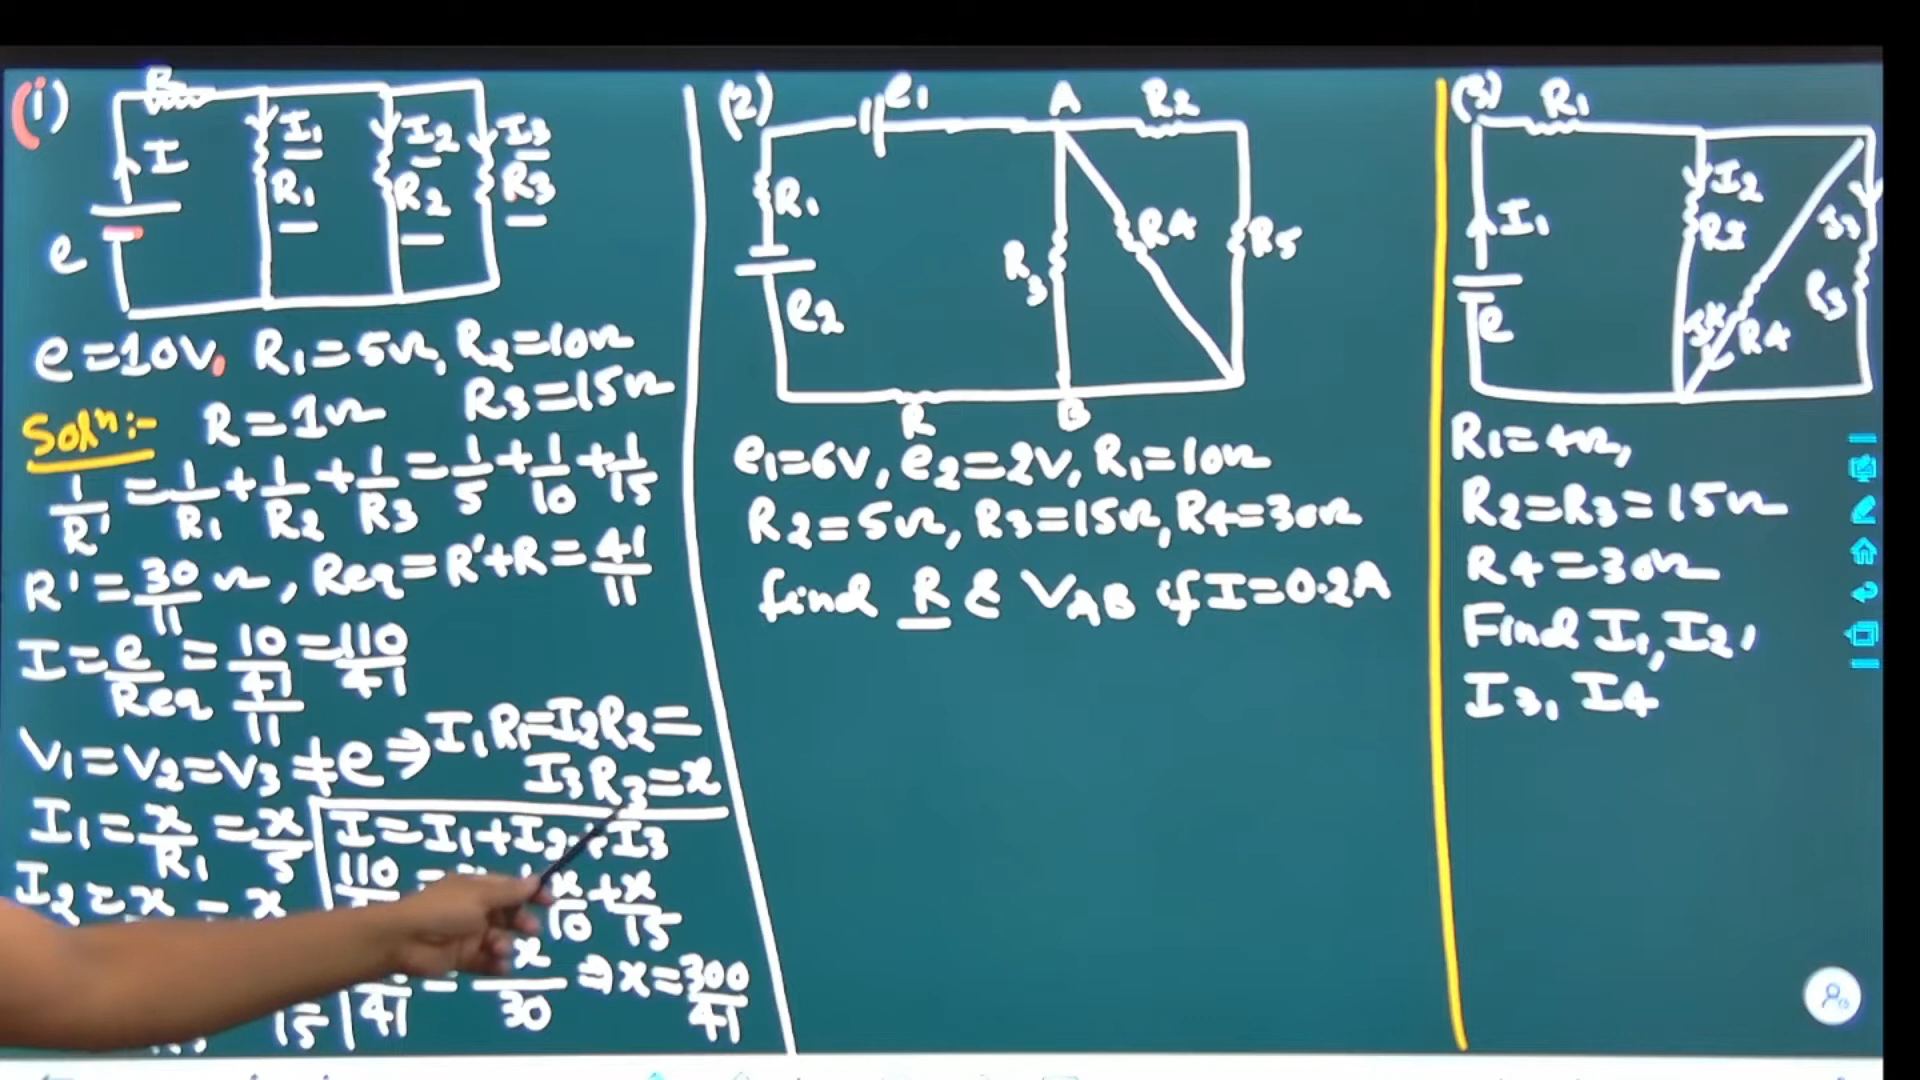 (1)
R
I
I1
R1
I2
R2
I3
R3
e
e=10V, R1=5Ω, R2=10Ω
R=1Ω R3=15Ω
Soln:-
1/R' = 1/R1 + 1/R2 + 1/R3 = 1/5 + 1/10 + 1/15
R' = 30/11 Ω, Req = R'+R = 41/11
I = e/Req = 10/(41/11) = 110/41
V1=V2=V3≠e ⇒ I1R1=I2R2=
I3R3=x
I1 = x/R1 = x/5
I=I1+I2+I3
I2 = x = x
110 x/10 + x/15
15
41 = x/30 ⇒ x = 300/41
(2)
e1
A
R2
R1
R3
R4
R5
e2
R
B
e1=6V, e2=2V, R1=10Ω
R2=5Ω, R3=15Ω, R4=30Ω
find R & VAB if I=0.2A
(3)
R1
I1
I2
R2
I3
R3
R4
e
R1=4Ω,
R2=R3=15Ω
R4=30Ω
Find I1, I2,
I3, I4